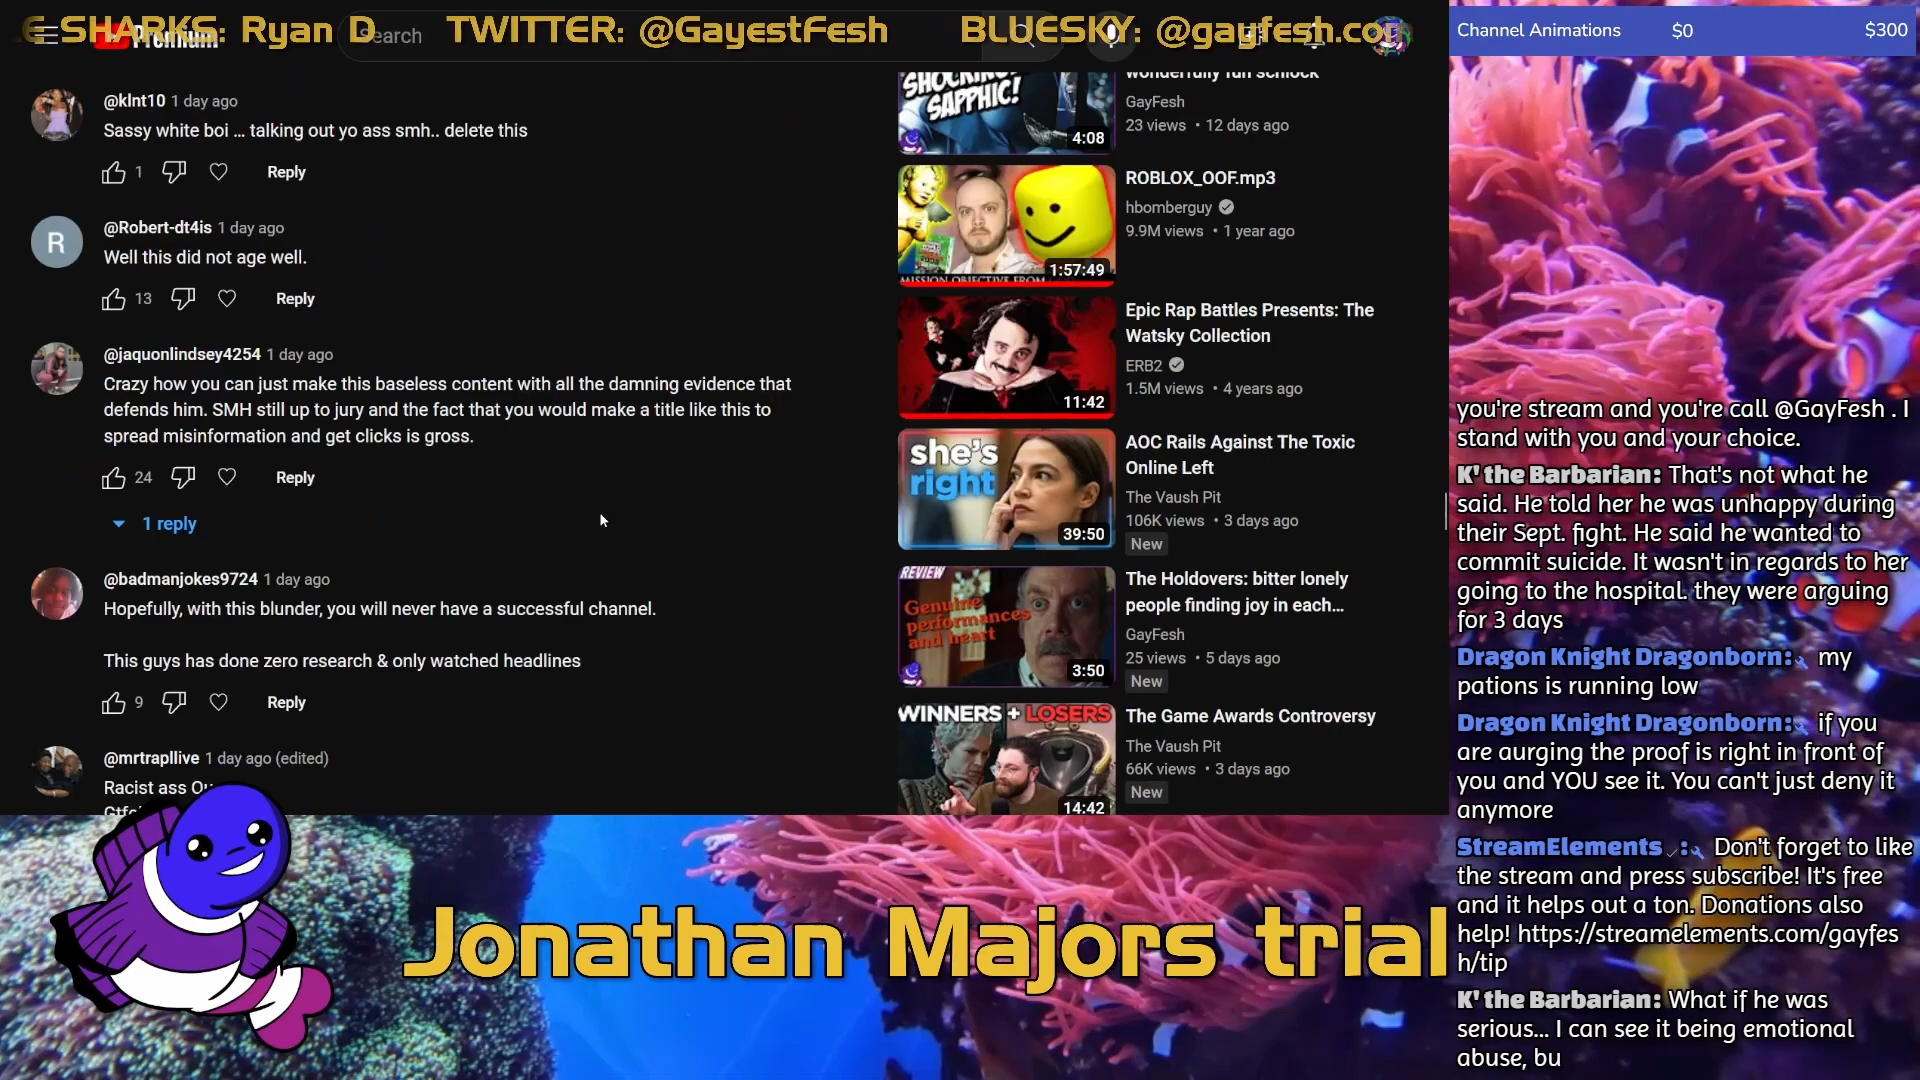 E SHARKS: Ryan D TWITTER: @GayestFesh BLUESKY: @gayfesh.com
Premium
Search
@klnt10 1 day ago
Sassy white boi ... talking out yo ass smh.. delete this
1 Reply
R
@Robert-dt4is 1 day ago
Well this did not age well.
13 Reply
@jaquonlindsey4254 1 day ago
Crazy how you can just make this baseless content with all the damning evidence that
defends him. SMH still up to jury and the fact that you would make a title like this to
spread misinformation and get clicks is gross.
24 Reply
1 reply
@badmanjokes9724 1 day ago
Hopefully, with this blunder, you will never have a successful channel.
This guys has done zero research & only watched headlines
9 Reply
@mrtrapllive 1 day ago (edited)
Racist ass
SHOCKING
SAPPHIC!
4:08
wonderfully fun schlock
GayFesh
23 views • 12 days ago
MISSION OBJECTIVE FROM
1:57:49
ROBLOX_OOF.mp3
hbomberguy
9.9M views • 1 year ago
11:42
Epic Rap Battles Presents: The
Watsky Collection
ERB2
1.5M views • 4 years ago
she's
right
39:50
AOC Rails Against The Toxic
Online Left
The Vaush Pit
106K views • 3 days ago
New
REVIEW
Genuine
performances
and heart
3:50
The Holdovers: bitter lonely
people finding joy in each...
GayFesh
25 views • 5 days ago
New
WINNERS + LOSERS
14:42
The Game Awards Controversy
The Vaush Pit
66K views • 3 days ago
New
Channel Animations $0 $300
you're stream and you're call @GayFesh . I
stand with you and your choice.
K' the Barbarian: That's not what he
said. He told her he was unhappy during
their Sept. fight. He said he wanted to
commit suicide. It wasn't in regards to her
going to the hospital. they were arguing
for 3 days
Dragon Knight Dragonborn: my
pations is running low
Dragon Knight Dragonborn: if you
are aurging the proof is right in front of
you and YOU see it. You can't just deny it
anymore
StreamElements : Don't forget to like
the stream and press subscribe! It's free
and it helps out a ton. Donations also
help! https://streamelements.com/gayfes
h/tip
K' the Barbarian: What if he was
serious... I can see it being emotional
abuse, bu
Jonathan Majors trial